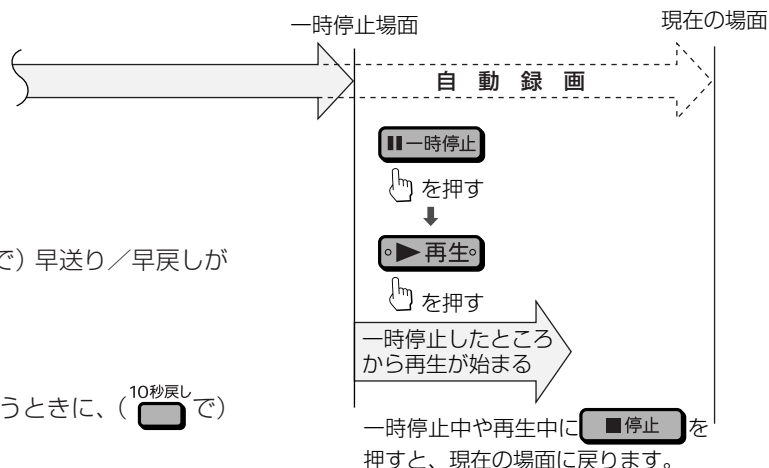 一時停止場面
現在の場面
自動録画
一時停止
を押す
再生
を押す
で）早送り／早戻しが
一時停止したところ
から再生が始まる
10秒戻し
うときに、（ で）
一時停止中や再生中に ■停止 を
押すと、現在の場面に戻ります。